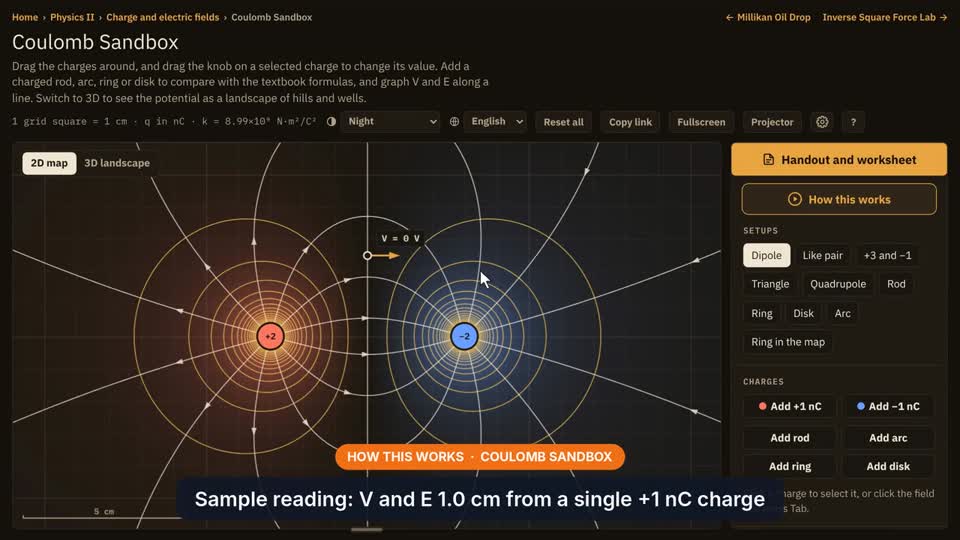 Home › Physics II › Charge and electric fields › Coulomb Sandbox
← Millikan Oil Drop Inverse Square Force Lab →
Coulomb Sandbox
Drag the charges around, and drag the knob on a selected charge to change its value. Add a
charged rod, arc, ring or disk to compare with the textbook formulas, and graph V and E along a
line. Switch to 3D to see the potential as a landscape of hills and wells.
1 grid square = 1 cm · q in nC · k = 8.99×10⁹ N·m²/C²
Night
English
Reset all
Copy link
Fullscreen
Projector
?
2D map
3D landscape
V = 0 V
+2
−2
5 cm
Handout and worksheet
How this works
SETUPS
Dipole
Like pair
+3 and −1
Triangle
Quadrupole
Rod
Ring
Disk
Arc
Ring in the map
CHARGES
Add +1 nC
Add −1 nC
Add rod
Add arc
Add ring
Add disk
harge to select it, or click the field
s Tab.
HOW THIS WORKS · COULOMB SANDBOX
Sample reading: V and E 1.0 cm from a single +1 nC charge